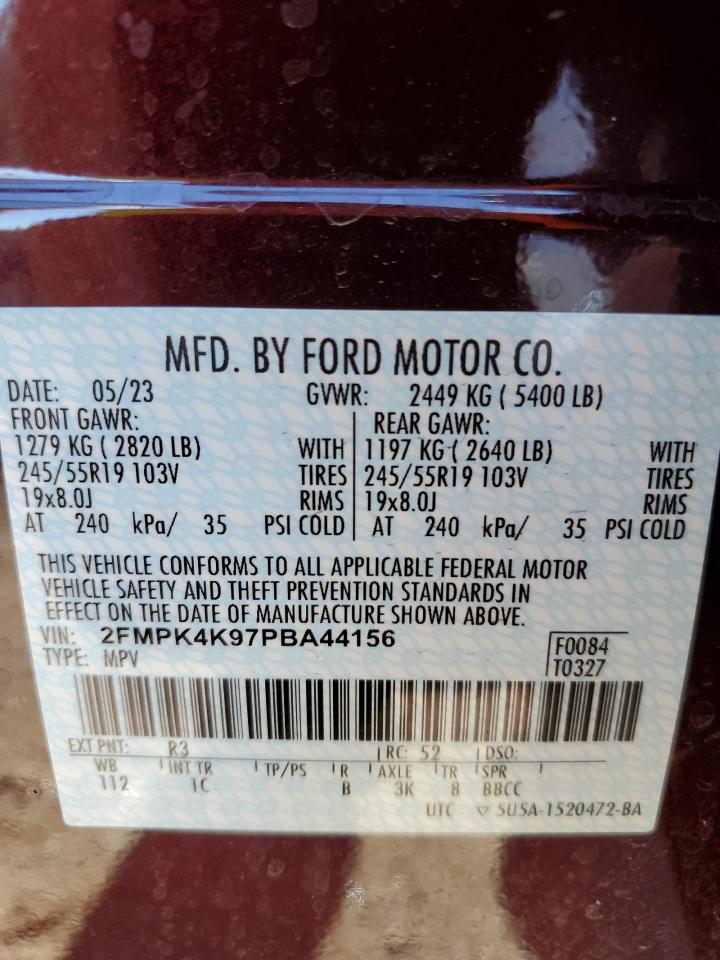 MFD. BY FORD MOTOR CO.
DATE: 05/23 GVWR: 2449 KG ( 5400 LB)
FRONT GAWR: REAR GAWR:
1279 KG ( 2820 LB) WITH 1197 KG ( 2640 LB) WITH
245/55R19 103V TIRES 245/55R19 103V TIRES
19x8.0J RIMS 19x8.0J RIMS
AT 240 kPa/ 35 PSI COLD AT 240 kPa/ 35 PSI COLD
THIS VEHICLE CONFORMS TO ALL APPLICABLE FEDERAL MOTOR
VEHICLE SAFETY AND THEFT PREVENTION STANDARDS IN
EFFECT ON THE DATE OF MANUFACTURE SHOWN ABOVE.
VIN: 2FMPK4K97PBA44156 F0084
TYPE: MPV T0327
EXT PNT: R3 RC: 52 DSO:
WB INT TR TP/PS R AXLE TR SPR
112 1C B 3K 8 BBCC
UTC ▽ 5U5A-1520472-BA